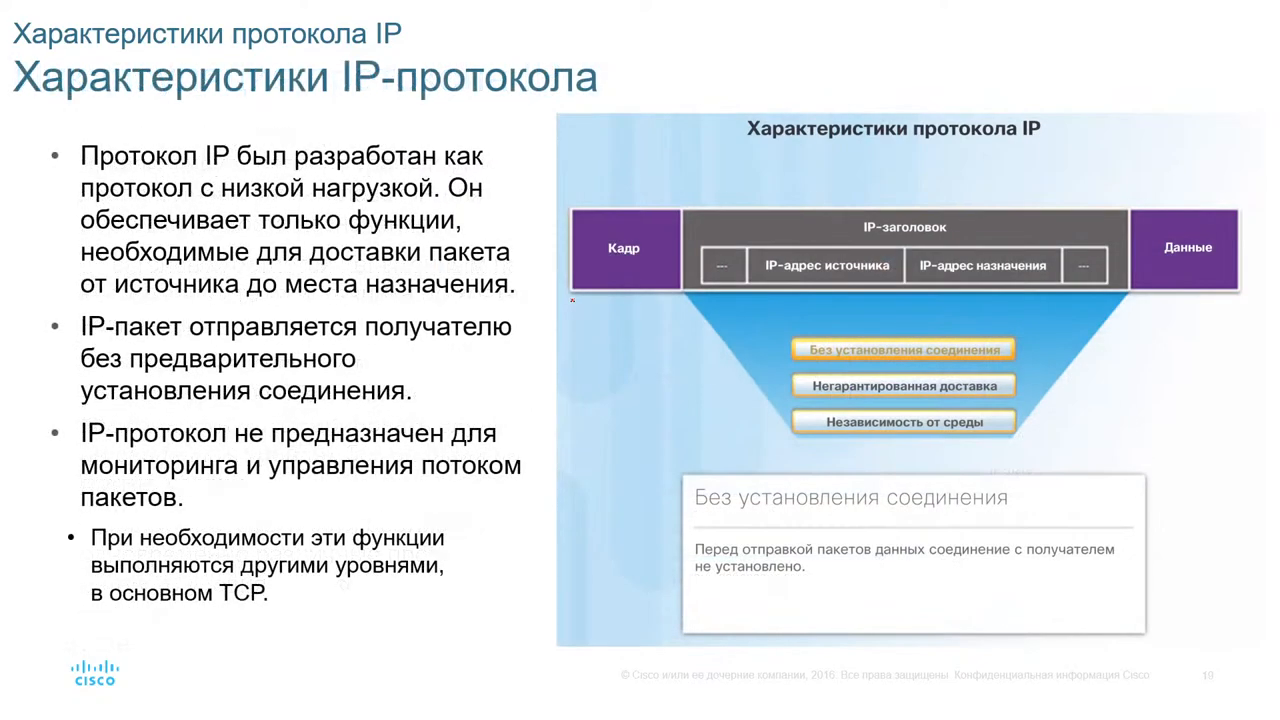 Характеристики протокола IP
Характеристики IP-протокола
• Протокол IP был разработан как
протокол с низкой нагрузкой. Он
обеспечивает только функции,
необходимые для доставки пакета
от источника до места назначения.
• IP-пакет отправляется получателю
без предварительного
установления соединения.
• IP-протокол не предназначен для
мониторинга и управления потоком
пакетов.
• При необходимости эти функции
выполняются другими уровнями,
в основном TCP.
Характеристики протокола IP
Кадр
IP-заголовок
---
IP-адрес источника
IP-адрес назначения
---
Данные
Без установления соединения
Негарантированная доставка
Независимость от среды
Без установления соединения
Перед отправкой пакетов данных соединение с получателем
не установлено.
CISCO
© Cisco и/или ее дочерние компании, 2016. Все права защищены. Конфиденциальная информация Cisco
19